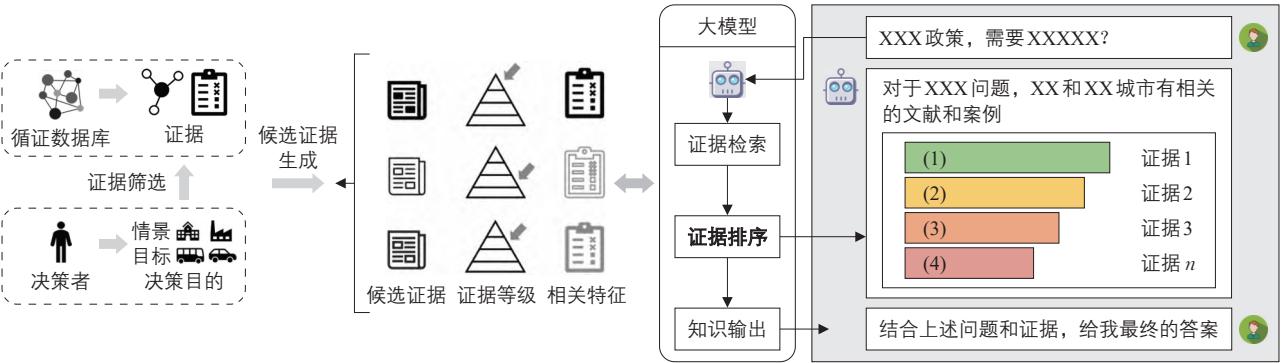 循证数据库
证据
证据筛选
决策者
情景
目标
决策目的
候选证据
生成
候选证据
证据等级
相关特征
大模型
证据检索
证据排序
知识输出
XXX政策，需要XXXXX？
对于XXX问题，XX和XX城市有相关
的文献和案例
(1) 证据1
(2) 证据2
(3) 证据3
(4) 证据n
结合上述问题和证据，给我最终的答案